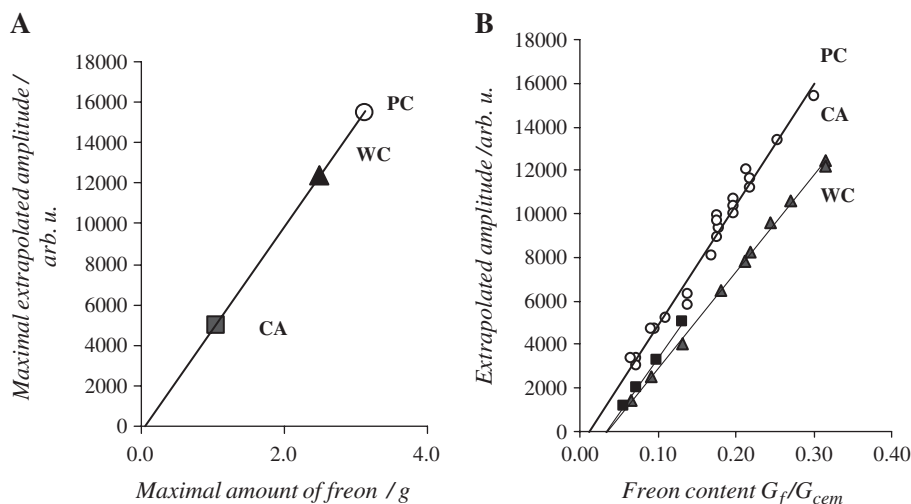 A
Maximal extrapolated amplitude /
arb. u.
18000
16000
14000
12000
10000
8000
6000
4000
2000
0
0.0
2.0
4.0
Maximal amount of freon / g
PC
WC
CA
B
Extrapolated amplitude /arb. u.
18000
16000
14000
12000
10000
8000
6000
4000
2000
0
0.00
0.10
0.20
0.30
0.40
Freon content Gf/Gcem
PC
CA
WC